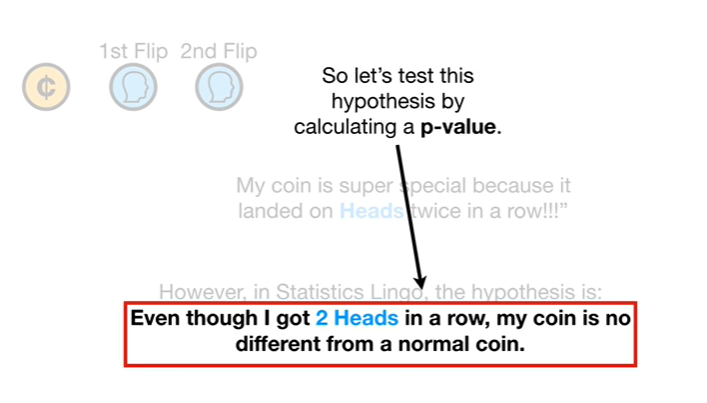 1st Flip 2nd Flip
¢
So let's test this
hypothesis by
calculating a p-value.
My coin is super special because it
landed on Heads twice in a row!!!”
However, in Statistics Lingo, the hypothesis is:
Even though I got 2 Heads in a row, my coin is no
different from a normal coin.